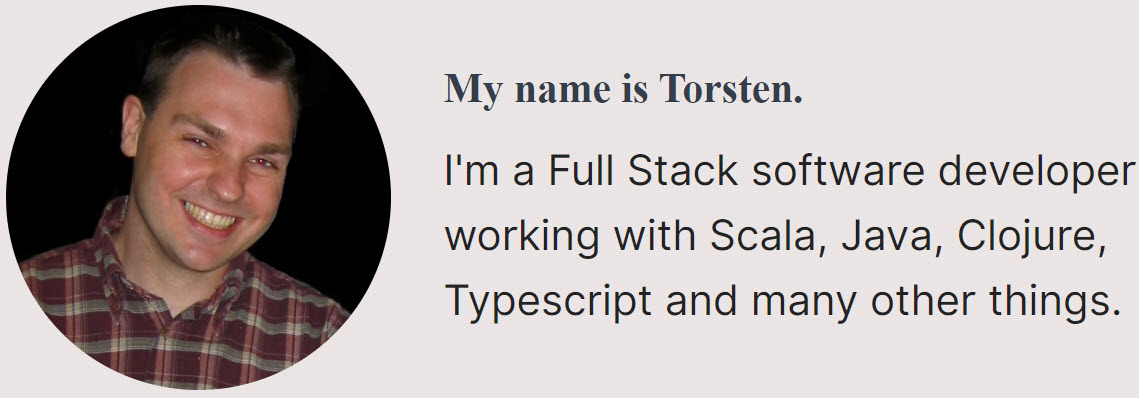 My name is Torsten.
I'm a Full Stack software developer
working with Scala, Java, Clojure,
Typescript and many other things.